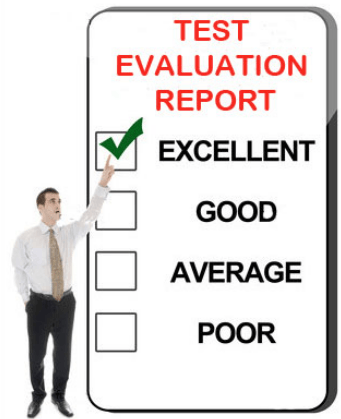 TEST
EVALUATION
REPORT
EXCELLENT
GOOD
AVERAGE
POOR